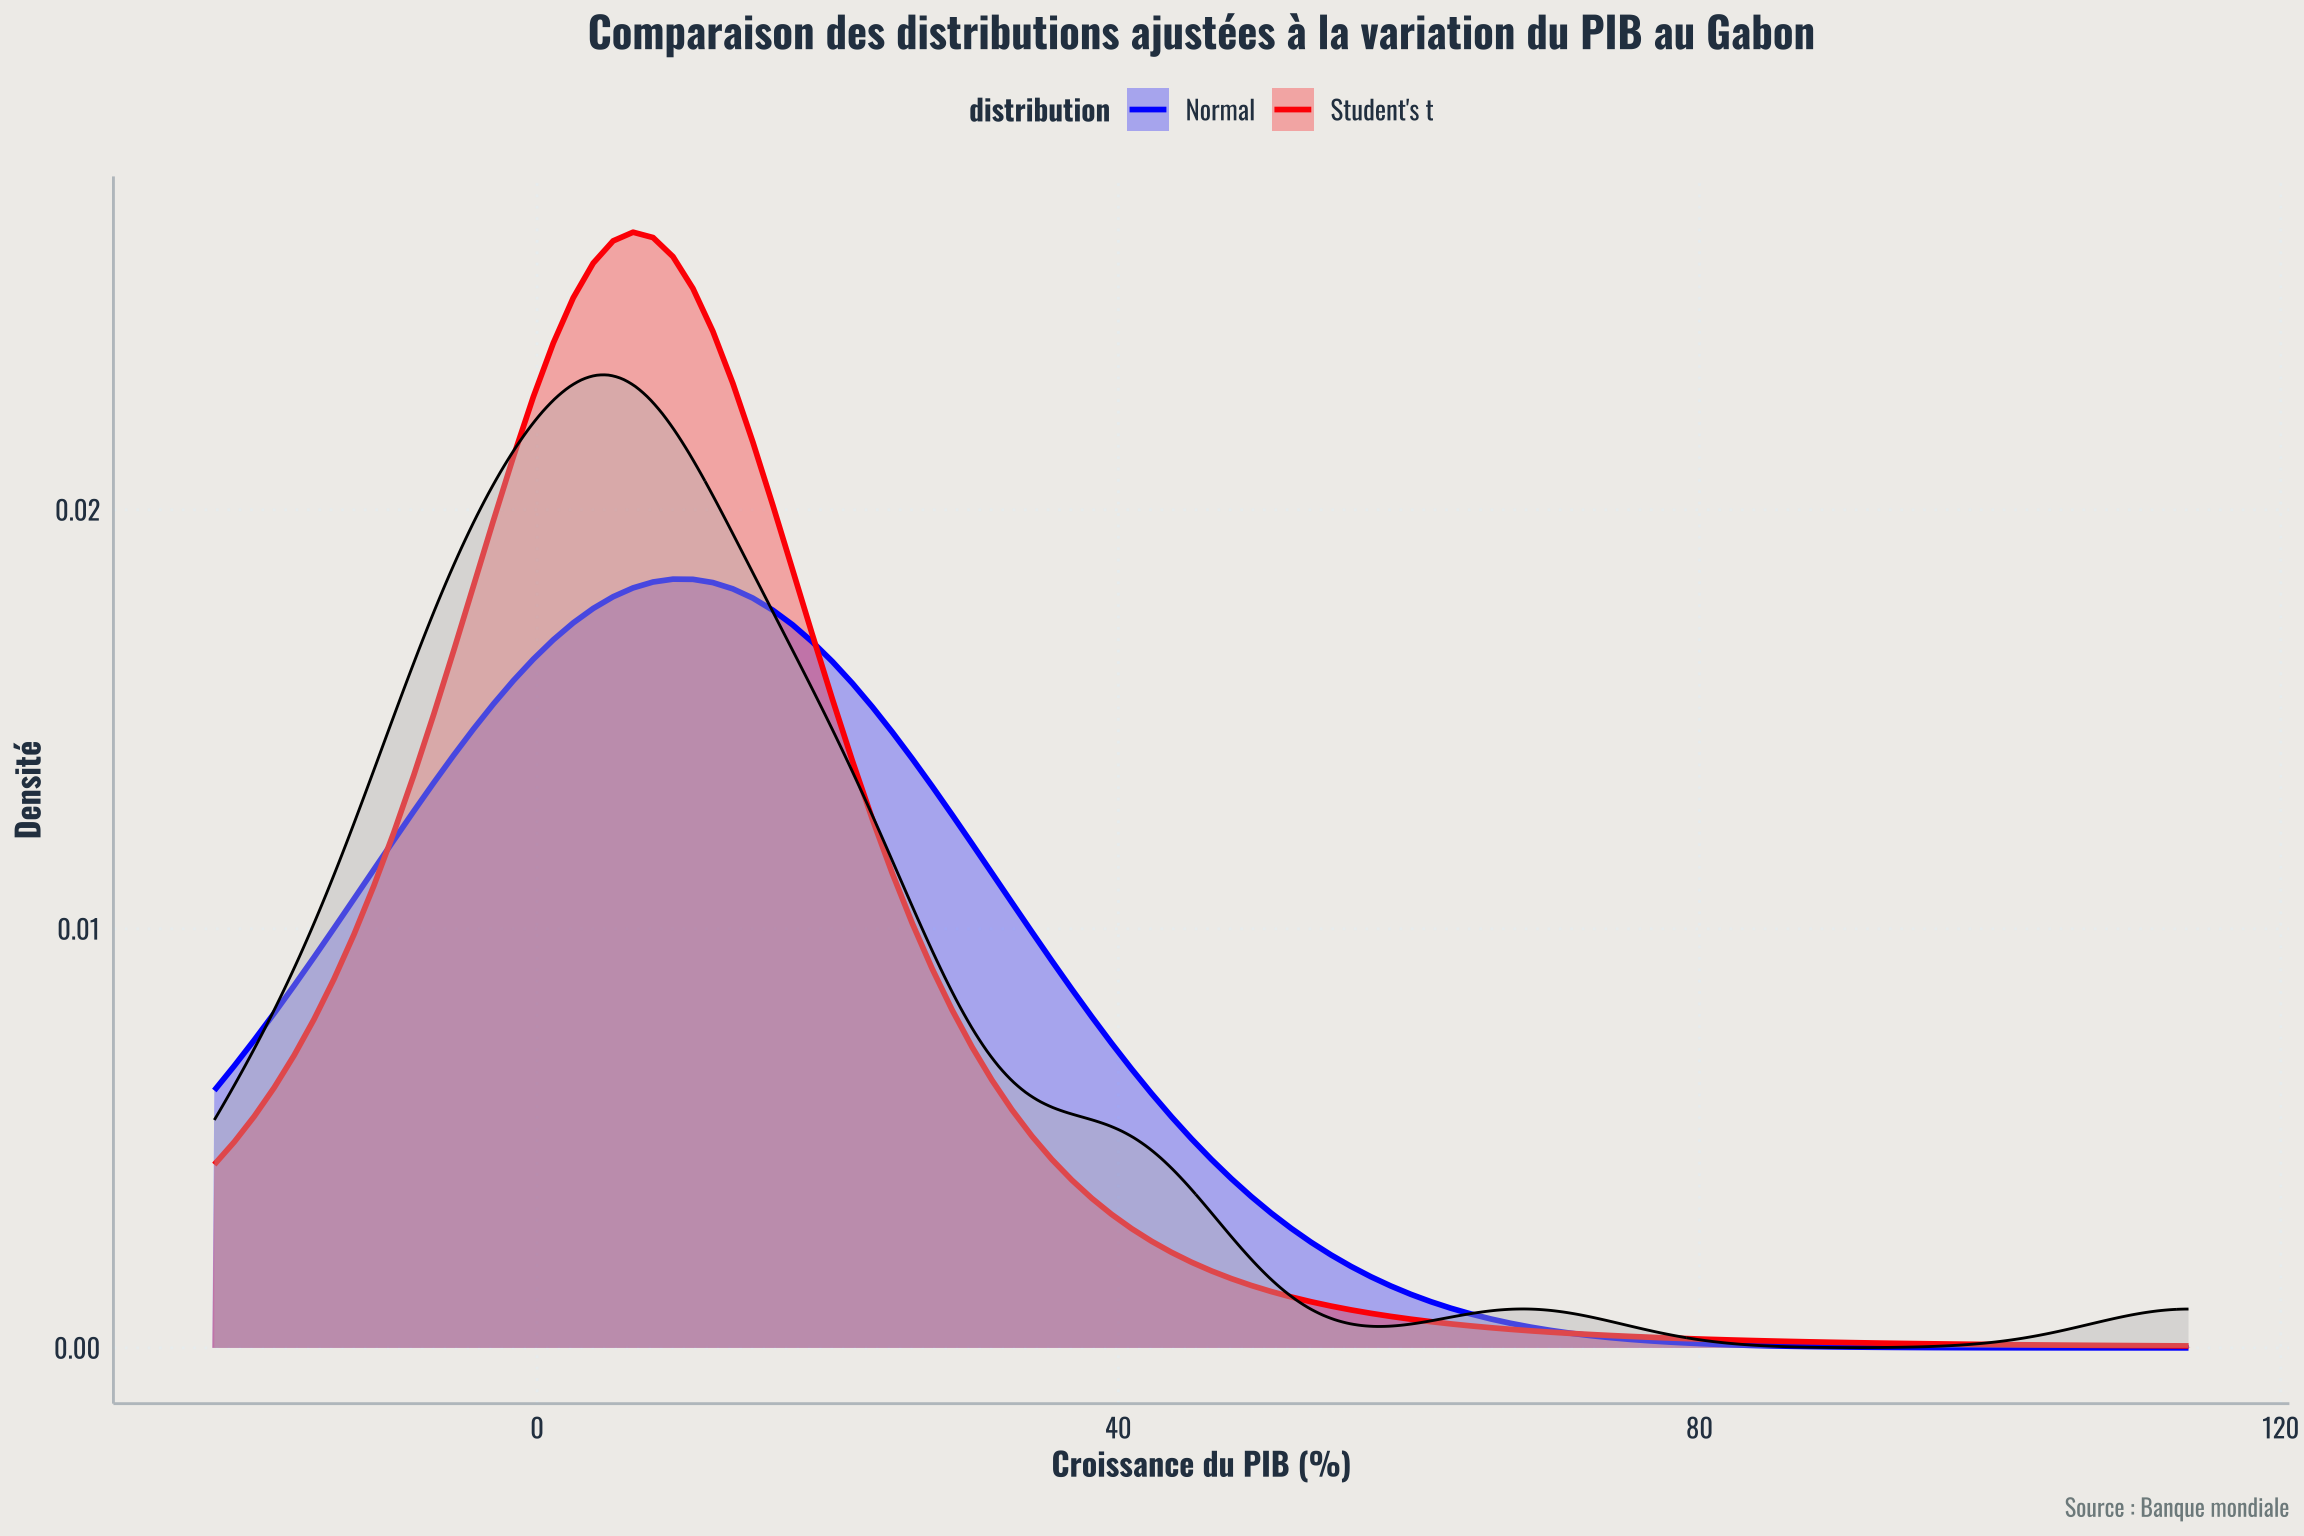 Comparaison des distributions ajustées à la variation du PIB au Gabon
distribution Normal Student's t
Densité
0.02
0.01
0.00
0 40 80 120
Croissance du PIB (%)
Source : Banque mondiale